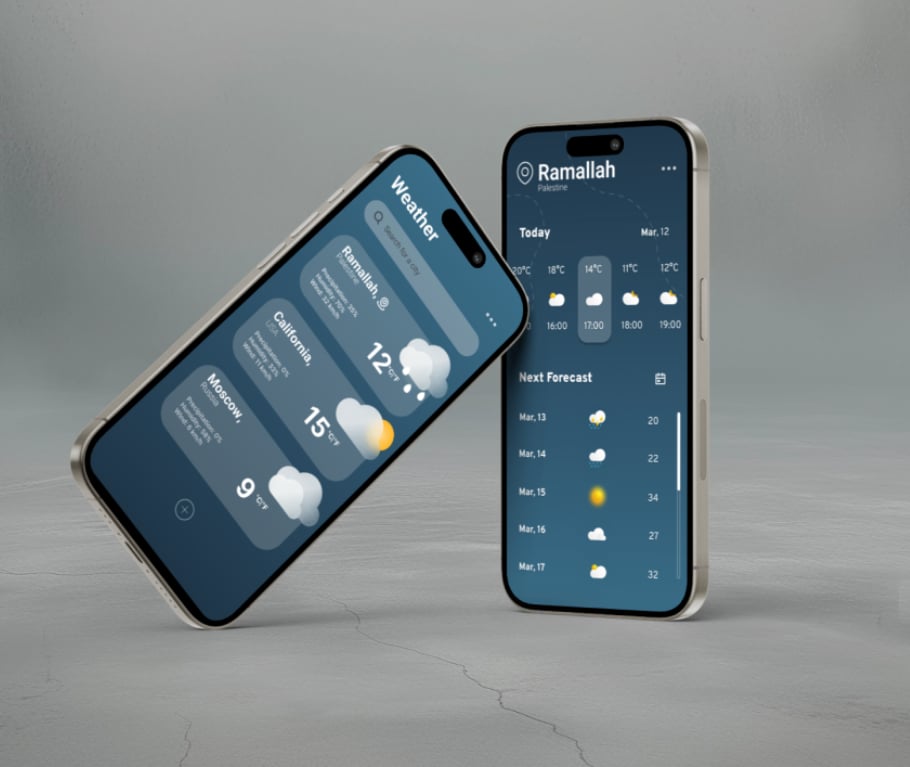 Weather
Search for a city
Ramallah,
Palestine
Precipitation: 35%
Humidity: 70%
Wind: 32 km/h
12 °C/°F
California,
USA
Precipitation: 0%
Humidity: 33%
Wind: 11 km/h
15 °C/°F
Moscow,
Russia
Precipitation: 0%
Humidity: 58%
Wind: 6 km/h
9 °C/°F
Ramallah
Palestine
Today Mar, 12
20°C 18°C 14°C 11°C 12°C
16:00 17:00 18:00 19:00
Next Forecast
Mar, 13 20
Mar, 14 22
Mar, 15 34
Mar, 16 27
Mar, 17 32